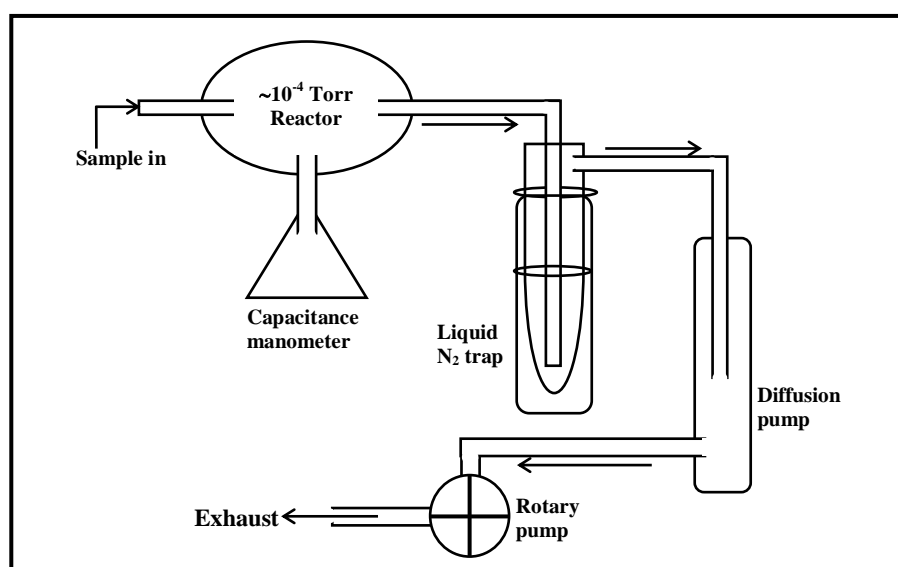 ~10⁻⁴ Torr
Reactor
Sample in
Capacitance
manometer
Liquid
N₂ trap
Diffusion
pump
Rotary
pump
Exhaust